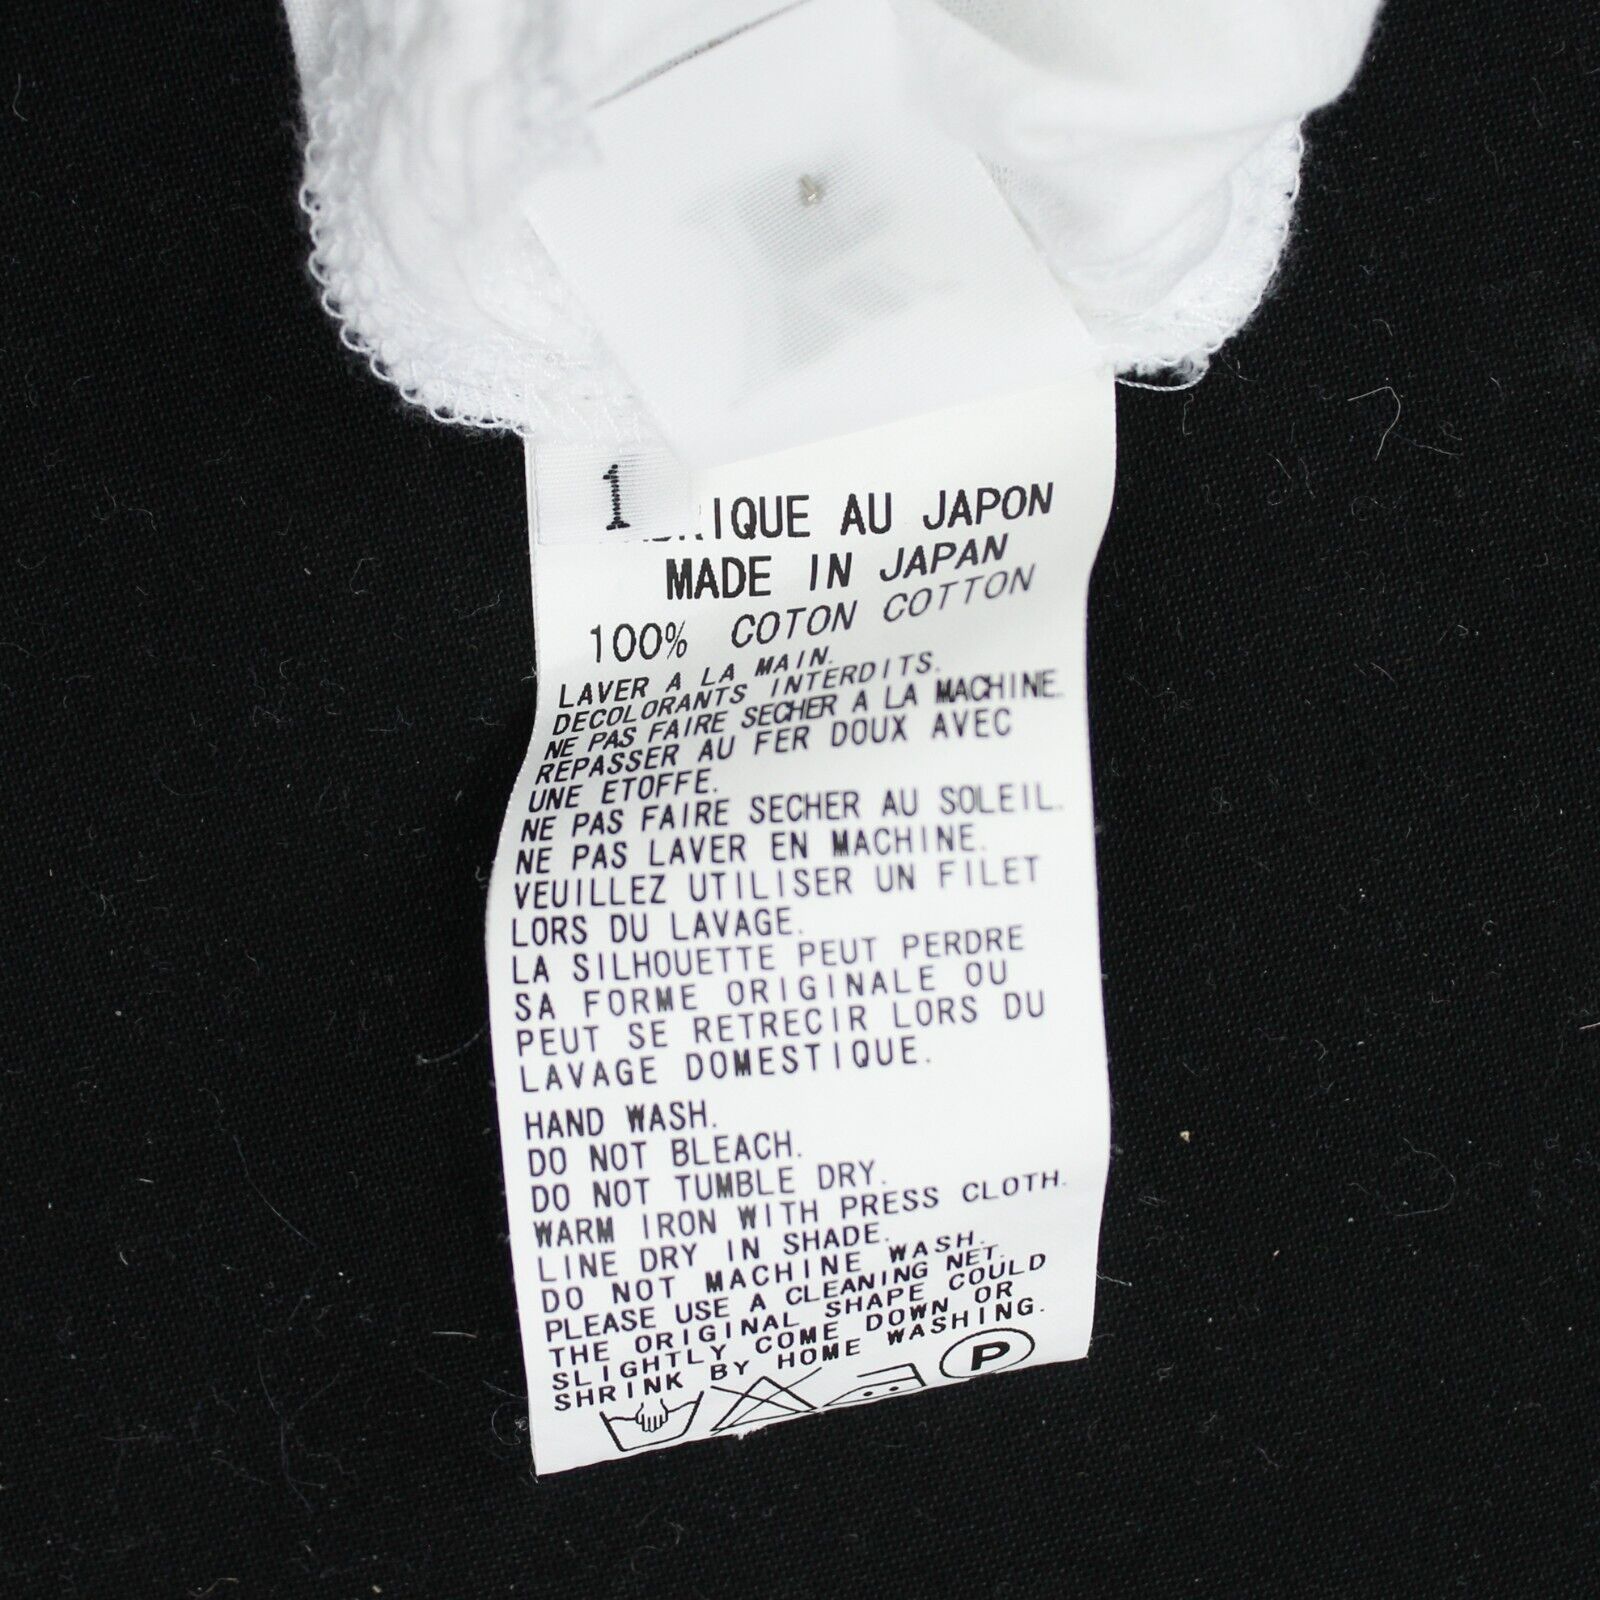 1
IQUE AU JAPON
MADE IN JAPAN
100% COTON COTTON
LAVER A LA MAIN.
DECOLORANTS INTERDITS.
NE PAS FAIRE SECHER A LA MACHINE.
REPASSER AU FER DOUX AVEC
UNE ETOFFE.
NE PAS FAIRE SECHER AU SOLEIL.
NE PAS LAVER EN MACHINE.
VEUILLEZ UTILISER UN FILET
LORS DU LAVAGE.
LA SILHOUETTE PEUT PERDRE
SA FORME ORIGINALE OU
PEUT SE RETRECIR LORS DU
LAVAGE DOMESTIQUE.
HAND WASH.
DO NOT BLEACH.
DO NOT TUMBLE DRY.
WARM IRON WITH PRESS CLOTH.
LINE DRY IN SHADE.
DO NOT MACHINE WASH.
PLEASE USE A CLEANING NET.
THE ORIGINAL SHAPE COULD
SLIGHTLY COME DOWN OR
SHRINK BY HOME WASHING.
P